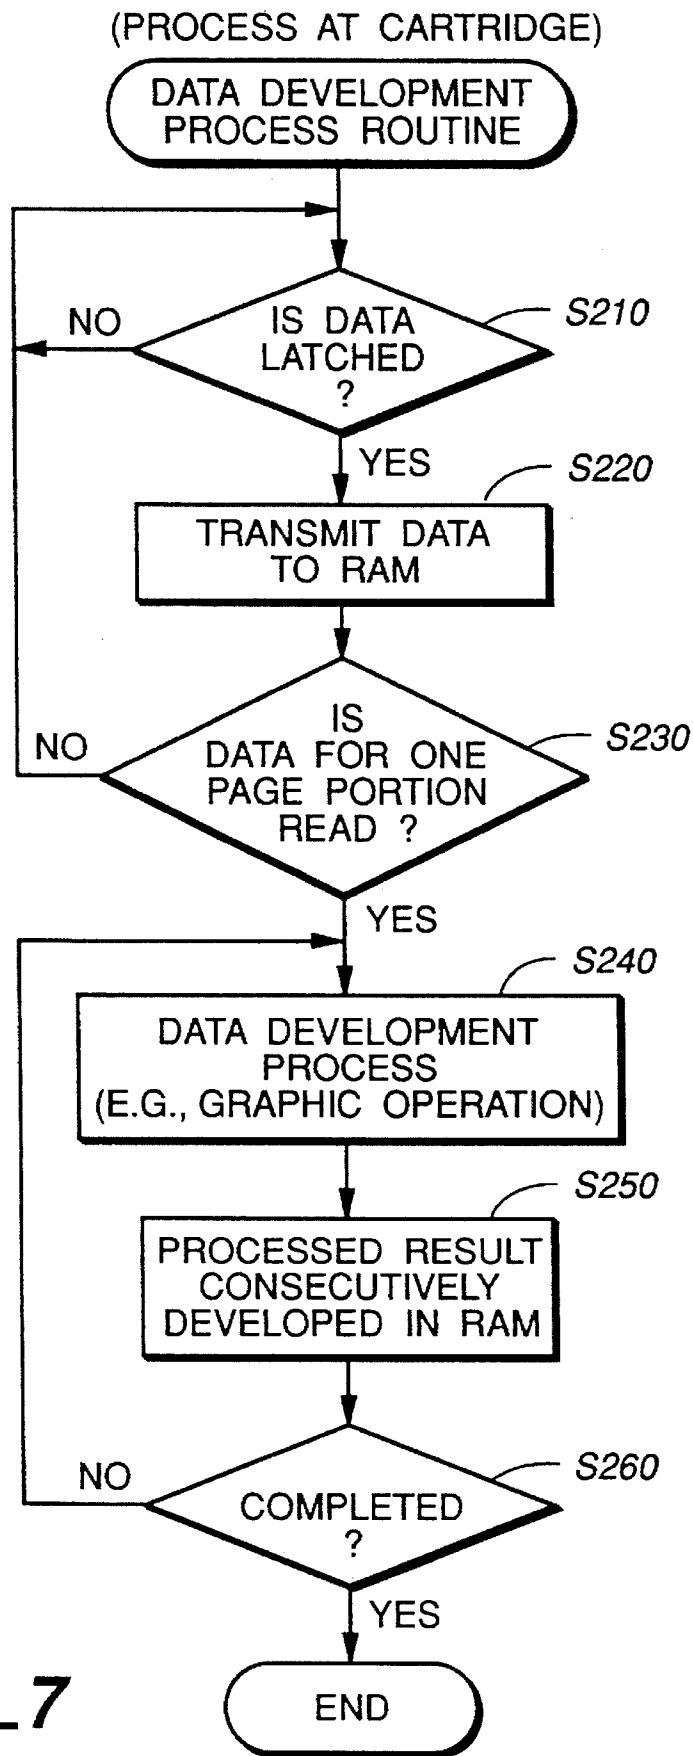 (PROCESS AT CARTRIDGE)
DATA DEVELOPMENT
PROCESS ROUTINE
IS DATA
LATCHED
?
S210
NO
YES
S220
TRANSMIT DATA
TO RAM
IS
DATA FOR ONE
PAGE PORTION
READ ?
S230
NO
YES
S240
DATA DEVELOPMENT
PROCESS
(E.G., GRAPHIC OPERATION)
S250
PROCESSED RESULT
CONSECUTIVELY
DEVELOPED IN RAM
S260
NO
COMPLETED
?
YES
END
7